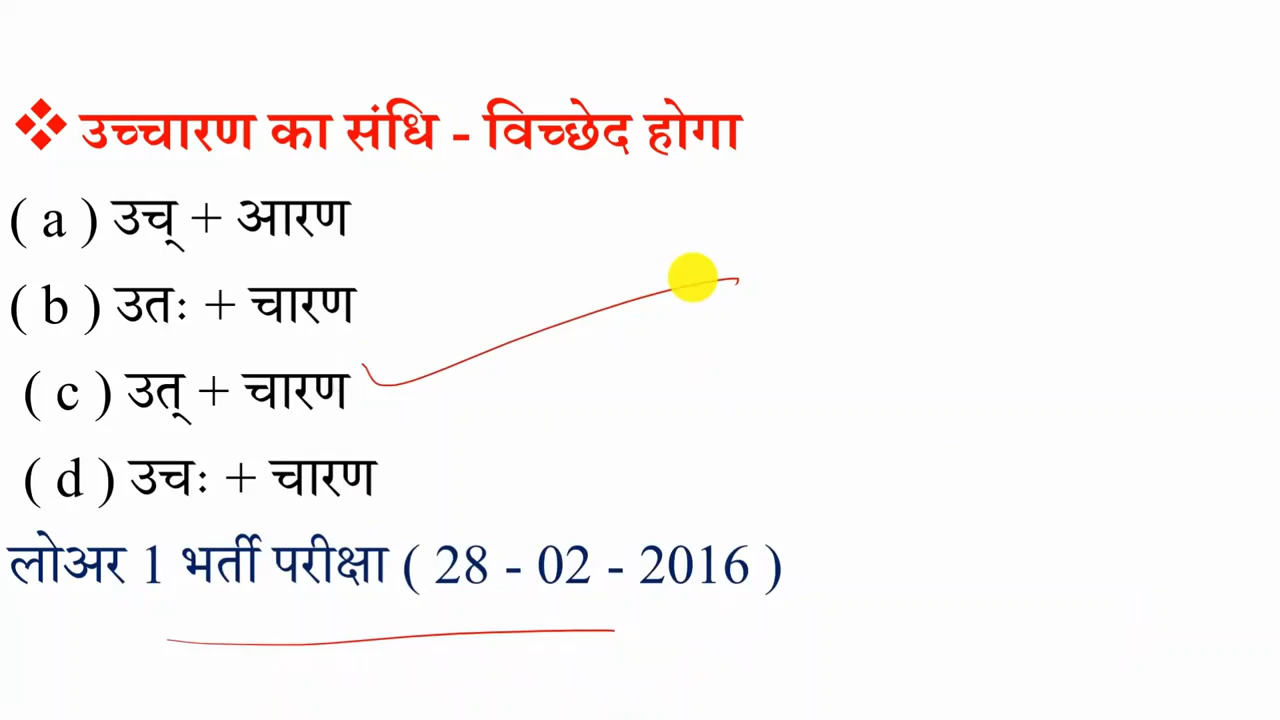 ❖ उच्चारण का संधि - विच्छेद होगा
( a ) उच् + आरण
( b ) उतः + चारण
( c ) उत् + चारण
( d ) उचः + चारण
लोअर 1 भर्ती परीक्षा ( 28 - 02 - 2016 )